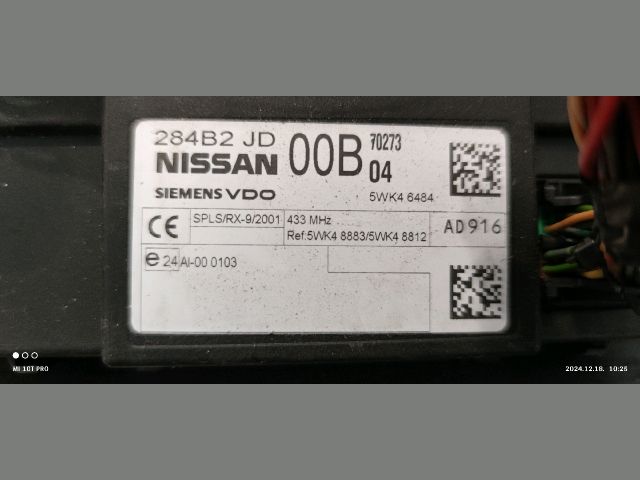 284B2 JD 00B 70273
NISSAN 04
SIEMENS VDO 5WK4 6484
CE SPLS/RX-9/2001 433 MHz AD916
Ref:5WK4 8883/5WK4 8812
e 24 AI-00 0103
MI 10T PRO 2024.12.18. 10:25